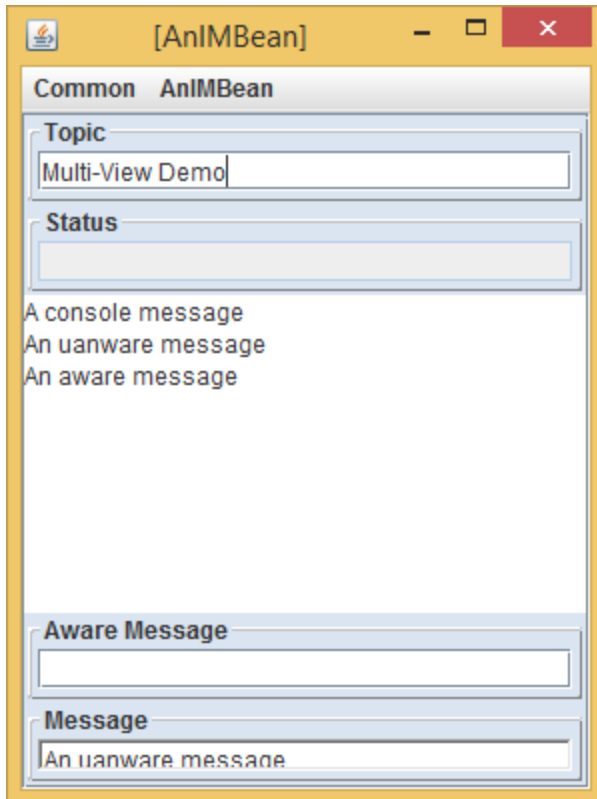 [AnIMBean]
Common AnIMBean
Topic
Multi-View Demo
Status
A console message
An uanware message
An aware message
Aware Message
Message
An uanware message